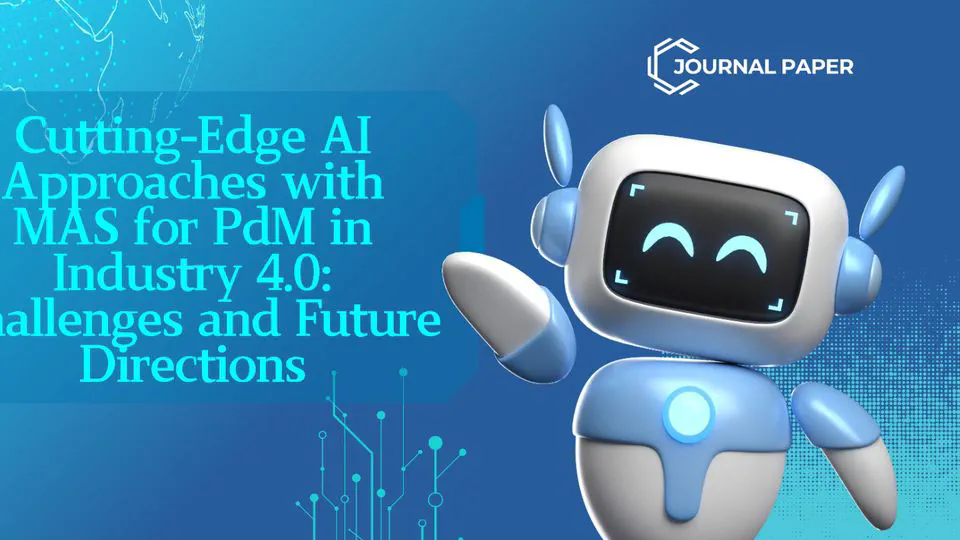 JOURNAL PAPER
Cutting-Edge AI
Approaches with
MAS for PdM in
Industry 4.0:
hallenges and Future
Directions